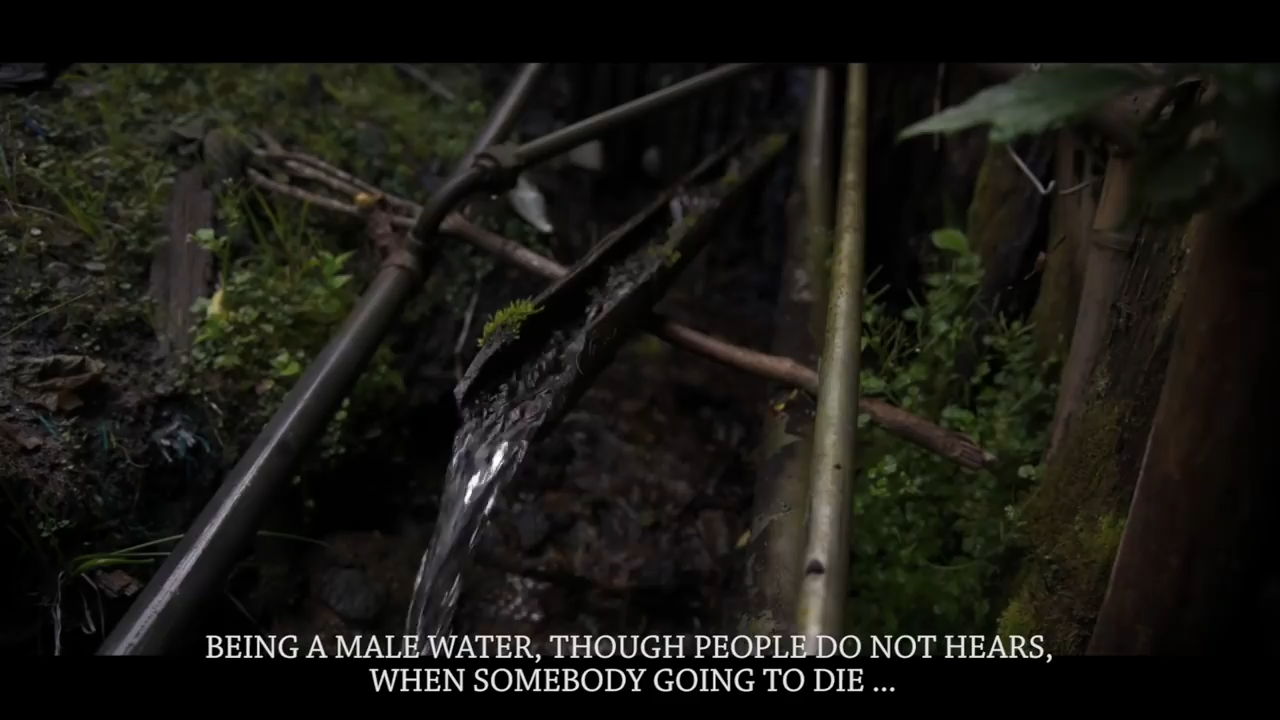 BEING A MALE WATER, THOUGH PEOPLE DO NOT HEARS,
WHEN SOMEBODY GOING TO DIE ...